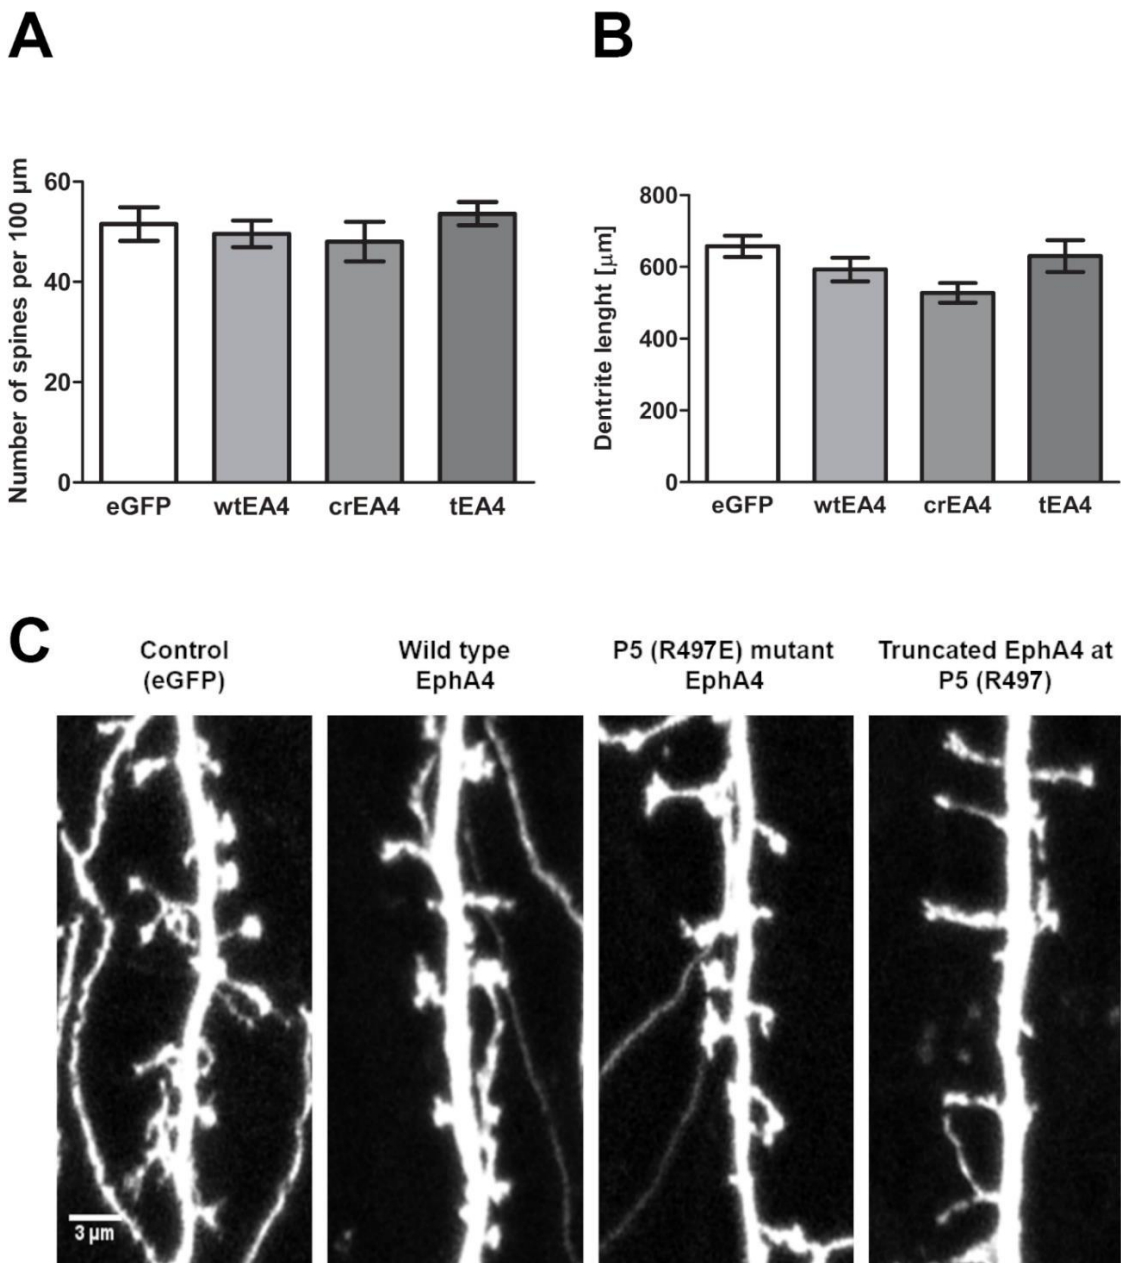 A
B
Number of spines per 100 µm
60
40
20
0
eGFP wtEA4 crEA4 tEA4
Dentrite lenght [µm]
800
600
400
200
0
eGFP wtEA4 crEA4 tEA4
C
Control
(eGFP)
Wild type
EphA4
P5 (R497E) mutant
EphA4
Truncated EphA4 at
P5 (R497)
3 µm